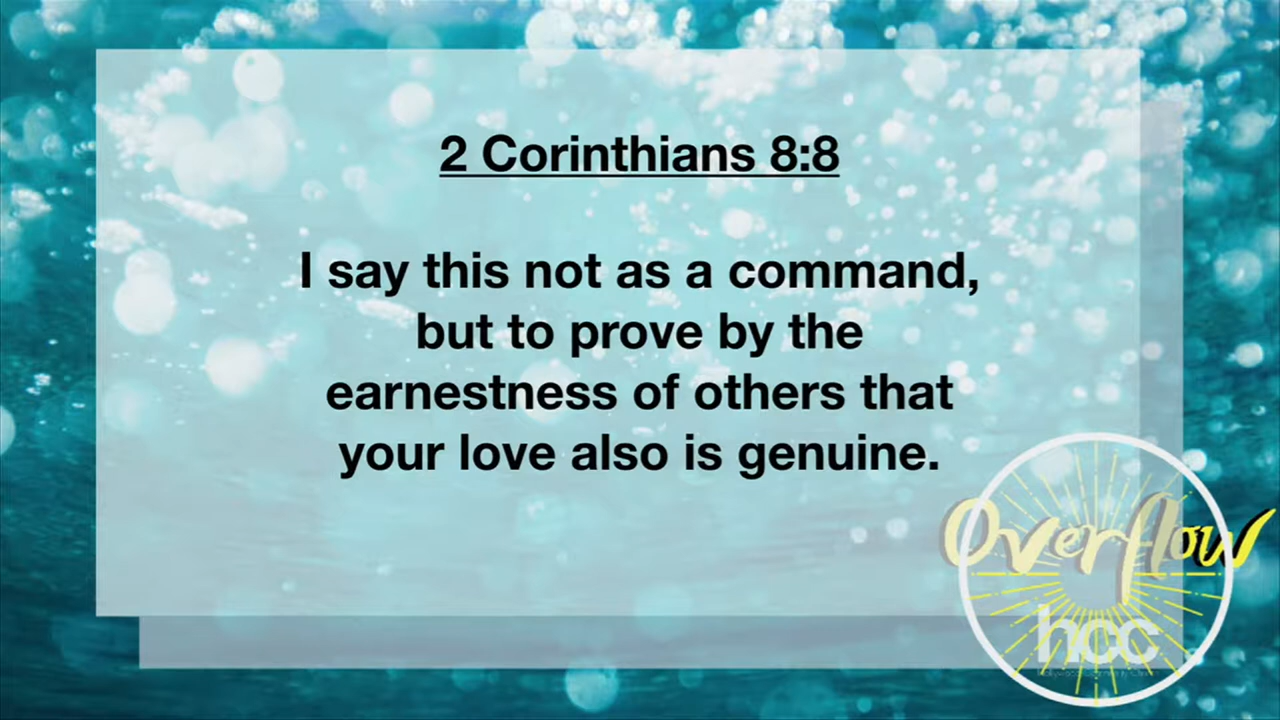 2 Corinthians 8:8
I say this not as a command,
but to prove by the
earnestness of others that
your love also is genuine.
Overflow
hcc